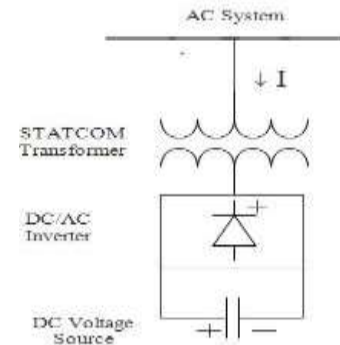 AC System
↓ I
STATCOM
Transformer
+
DC/AC
Inverter
DC Voltage
Source
+ —